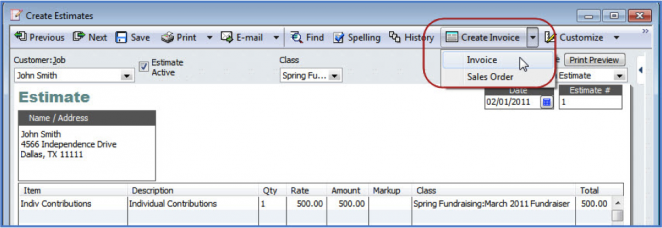 Create Estimates
Previous Next Save Print E-mail Find Spelling History Create Invoice Customize
Customer:Job Estimate Active Class Print Preview
John Smith Spring Fu... Estimate
Invoice
Sales Order
Estimate
Date Estimate #
02/01/2011 1
Name / Address
John Smith
4566 Independence Drive
Dallas, TX 11111
Item Description Qty Rate Amount Markup Class Total
Indiv Contributions Individual Contributions 1 500.00 500.00 Spring Fundraising:March 2011 Fundraiser 500.00